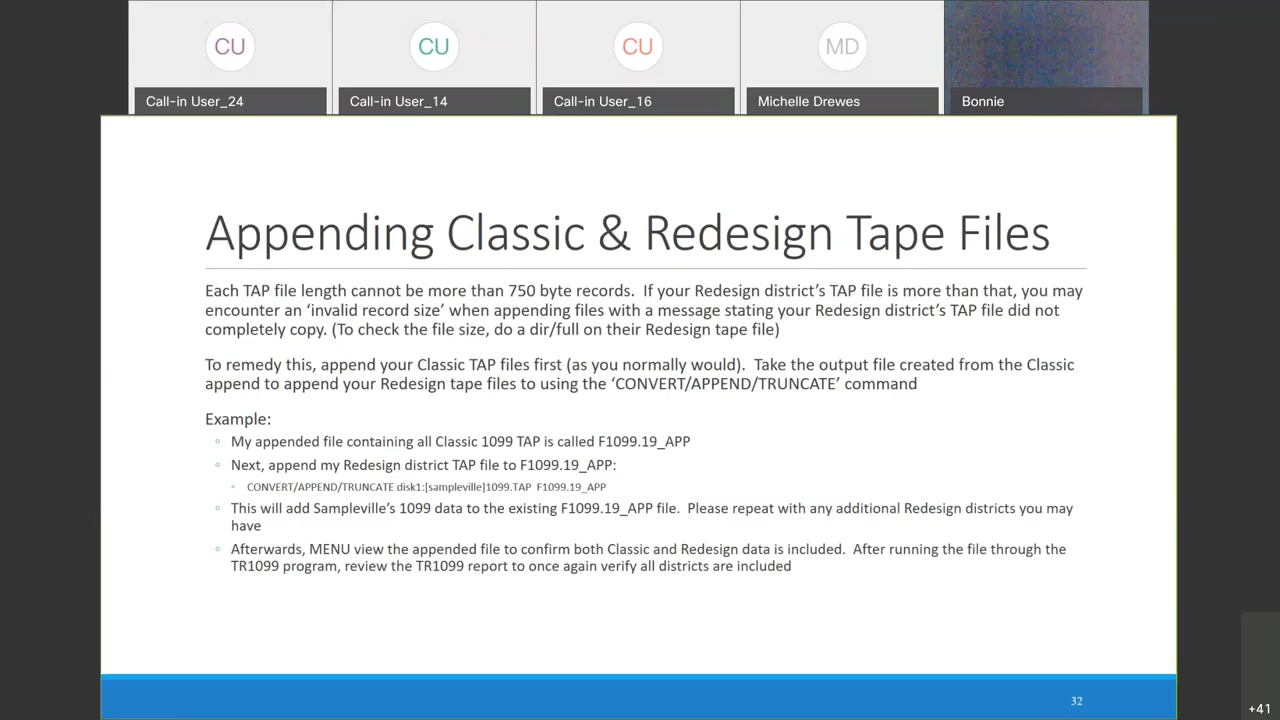 CU
CU
CU
MD
Call-in User_24
Call-in User_14
Call-in User_16
Michelle Drewes
Bonnie
Appending Classic & Redesign Tape Files
Each TAP file length cannot be more than 750 byte records.  If your Redesign district's TAP file is more than that, you may
encounter an 'invalid record size' when appending files with a message stating your Redesign district's TAP file did not
completely copy. (To check the file size, do a dir/full on their Redesign tape file)
To remedy this, append your Classic TAP files first (as you normally would).  Take the output file created from the Classic
append to append your Redesign tape files to using the 'CONVERT/APPEND/TRUNCATE' command
Example:
My appended file containing all Classic 1099 TAP is called F1099.19_APP
Next, append my Redesign district TAP file to F1099.19_APP:
CONVERT/APPEND/TRUNCATE disk1:[sampleville]1099.TAP  F1099.19_APP
This will add Sampleville's 1099 data to the existing F1099.19_APP file.  Please repeat with any additional Redesign districts you may
have
Afterwards, MENU view the appended file to confirm both Classic and Redesign data is included.  After running the file through the
TR1099 program, review the TR1099 report to once again verify all districts are included
32
+41